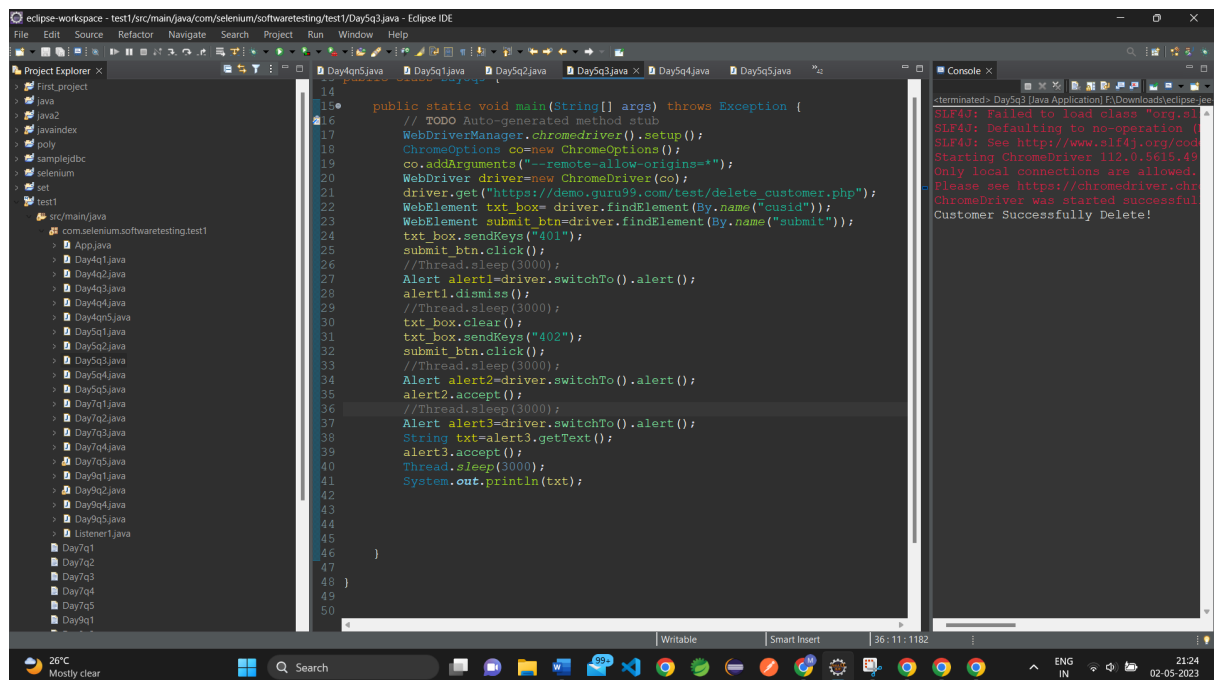 eclipse-workspace - test1/src/main/java/com/selenium/softwaretesting/test1/Day5q3.java - Eclipse IDE
File Edit Source Refactor Navigate Search Project Run Window Help
Project Explorer
First_project
java
java2
javaindex
poly
samplejdbc
selenium
set
test1
src/main/java
com.selenium.softwaretesting.test1
App.java
Day4q1.java
Day4q2.java
Day4q3.java
Day4q4.java
Day4qn5.java
Day5q1.java
Day5q2.java
Day5q3.java
Day5q4.java
Day5q5.java
Day7q1.java
Day7q2.java
Day7q3.java
Day7q4.java
Day7q5.java
Day9q1.java
Day9q2.java
Day9q4.java
Day9q5.java
Listener1.java
Day7q1
Day7q2
Day7q3
Day7q4
Day7q5
Day9q1
Day4qn5.java Day5q1.java Day5q2.java Day5q3.java Day5q4.java Day5q5.java
14
15 public static void main(String[] args) throws Exception {
16 // TODO Auto-generated method stub
17 WebDriverManager.chromedriver().setup();
18 ChromeOptions co=new ChromeOptions();
19 co.addArguments("--remote-allow-origins=*");
20 WebDriver driver=new ChromeDriver(co);
21 driver.get("https://demo.guru99.com/test/delete_customer.php");
22 WebElement txt_box= driver.findElement(By.name("cusid"));
23 WebElement submit_btn=driver.findElement(By.name("submit"));
24 txt_box.sendKeys("401");
25 submit_btn.click();
26 //Thread.sleep(3000);
27 Alert alert1=driver.switchTo().alert();
28 alert1.dismiss();
29 //Thread.sleep(3000);
30 txt_box.clear();
31 txt_box.sendKeys("402");
32 submit_btn.click();
33 //Thread.sleep(3000);
34 Alert alert2=driver.switchTo().alert();
35 alert2.accept();
36 //Thread.sleep(3000);
37 Alert alert3=driver.switchTo().alert();
38 String txt=alert3.getText();
39 alert3.accept();
40 Thread.sleep(3000);
41 System.out.println(txt);
42
43
44
45
46 }
47
48 }
49
50
Console
<terminated> Day5q3 [Java Application] F:\Downloads\eclipse-jee-
SLF4J: Failed to load class "org.sl
SLF4J: Defaulting to no-operation (
SLF4J: See http://www.slf4j.org/cod
Starting ChromeDriver 112.0.5615.49
Only local connections are allowed.
Please see https://chromedriver.chr
ChromeDriver was started successful
Customer Successfully Delete!
Writable Smart Insert 36 : 11 : 1182
26°C
Mostly clear
Search
99+
ENG
IN
21:24
02-05-2023